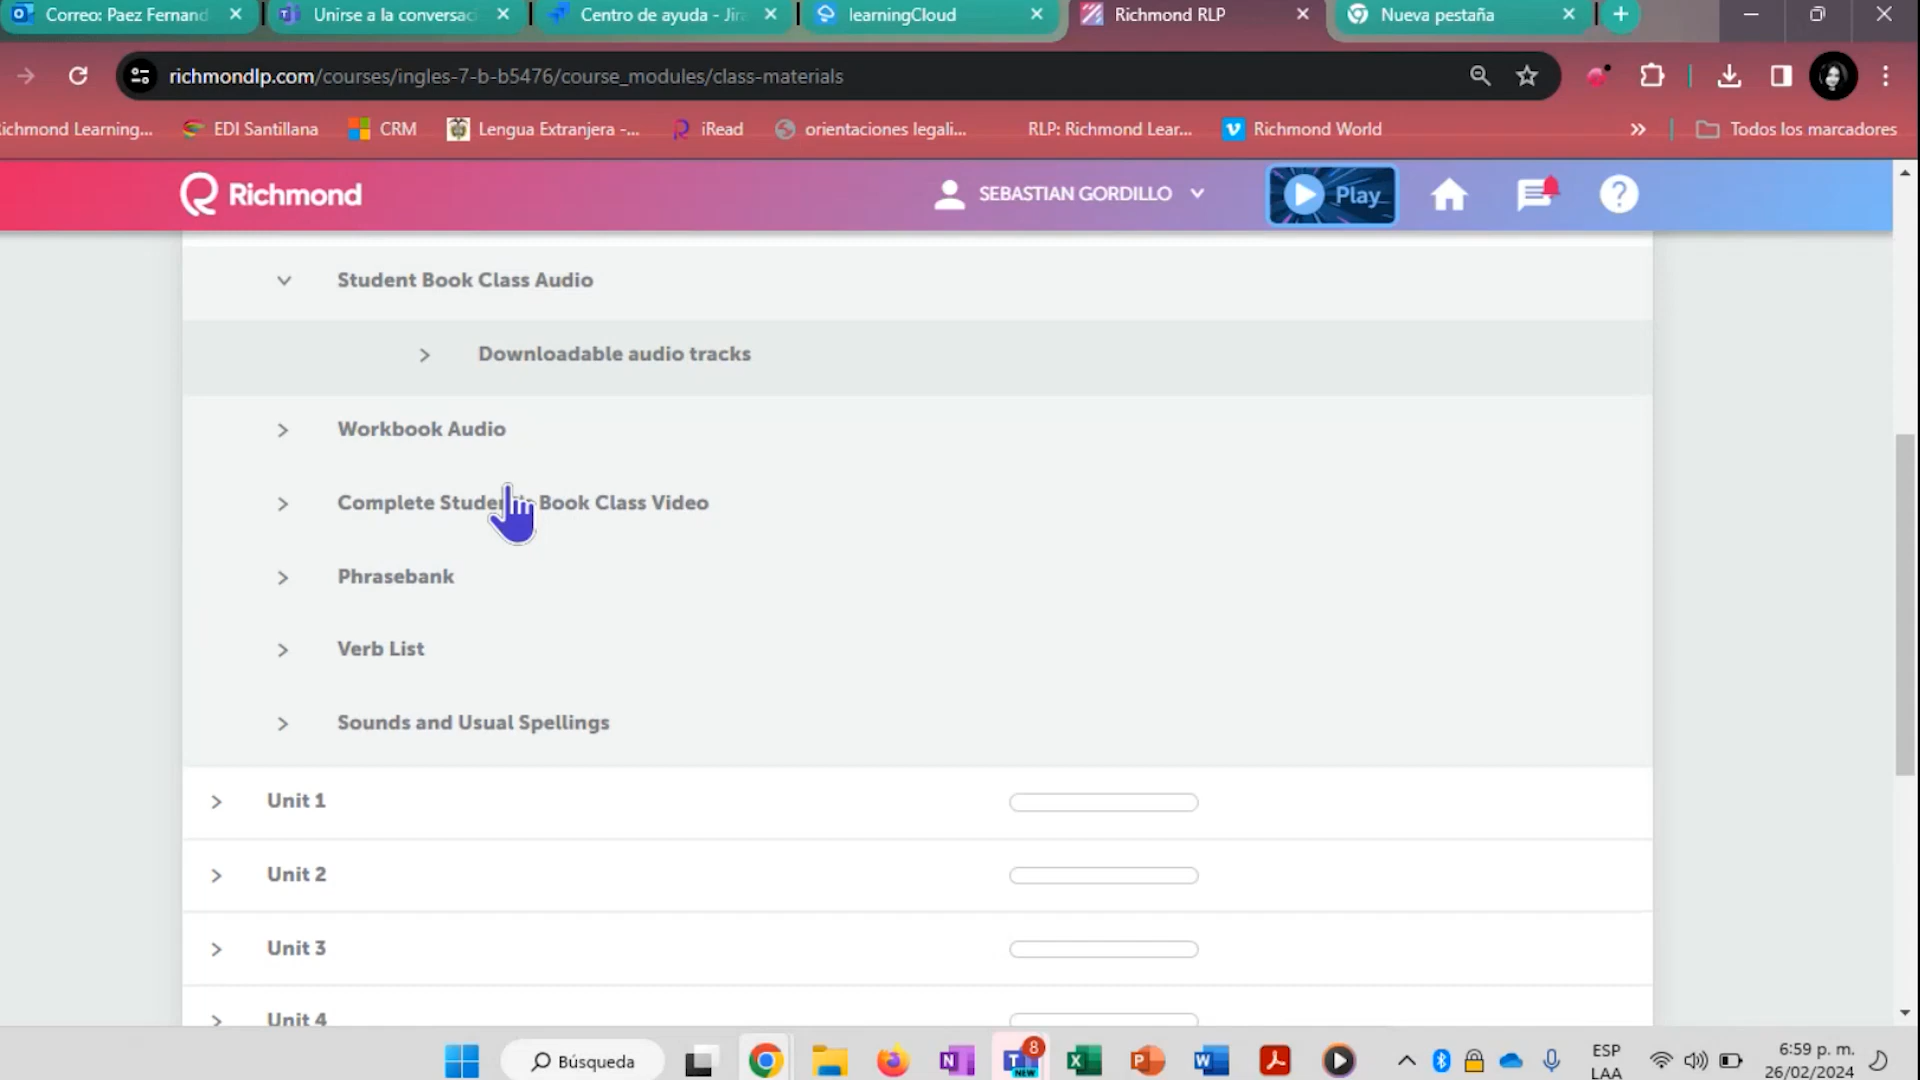 Correo: Paez Fernand
Unirse a la conversac
Centro de ayuda - Jira
learningCloud
Richmond RLP
Nueva pestaña
richmondlp.com/courses/ingles-7-b-b5476/course_modules/class-materials
ichmond Learning...
EDI Santillana
CRM
Lengua Extranjera -...
iRead
orientaciones legali...
RLP: Richmond Lear...
Richmond World
Todos los marcadores
Richmond
SEBASTIAN GORDILLO
Play
Student Book Class Audio
Downloadable audio tracks
Workbook Audio
Complete Student's Book Class Video
Phrasebank
Verb List
Sounds and Usual Spellings
Unit 1
Unit 2
Unit 3
Unit 4
Búsqueda
8
NEW
ESP
LAA
6:59 p. m.
26/02/2024